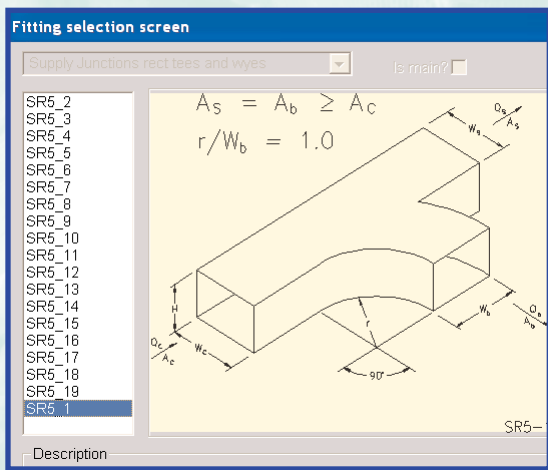 Fitting selection screen
Supply Junctions rect tees and wyes
Is main?
SR5_2
SR5_3
SR5_4
SR5_5
SR5_6
SR5_7
SR5_8
SR5_9
SR5_10
SR5_11
SR5_12
SR5_13
SR5_14
SR5_15
SR5_16
SR5_17
SR5_18
SR5_19
SR5_1
As = Ab ≥ Ac
r/Wb = 1.0
Qs
As
Ws
H
Qc
Ac
Wc
r
90°
Wb
Qb
Ab
SR5-
Description